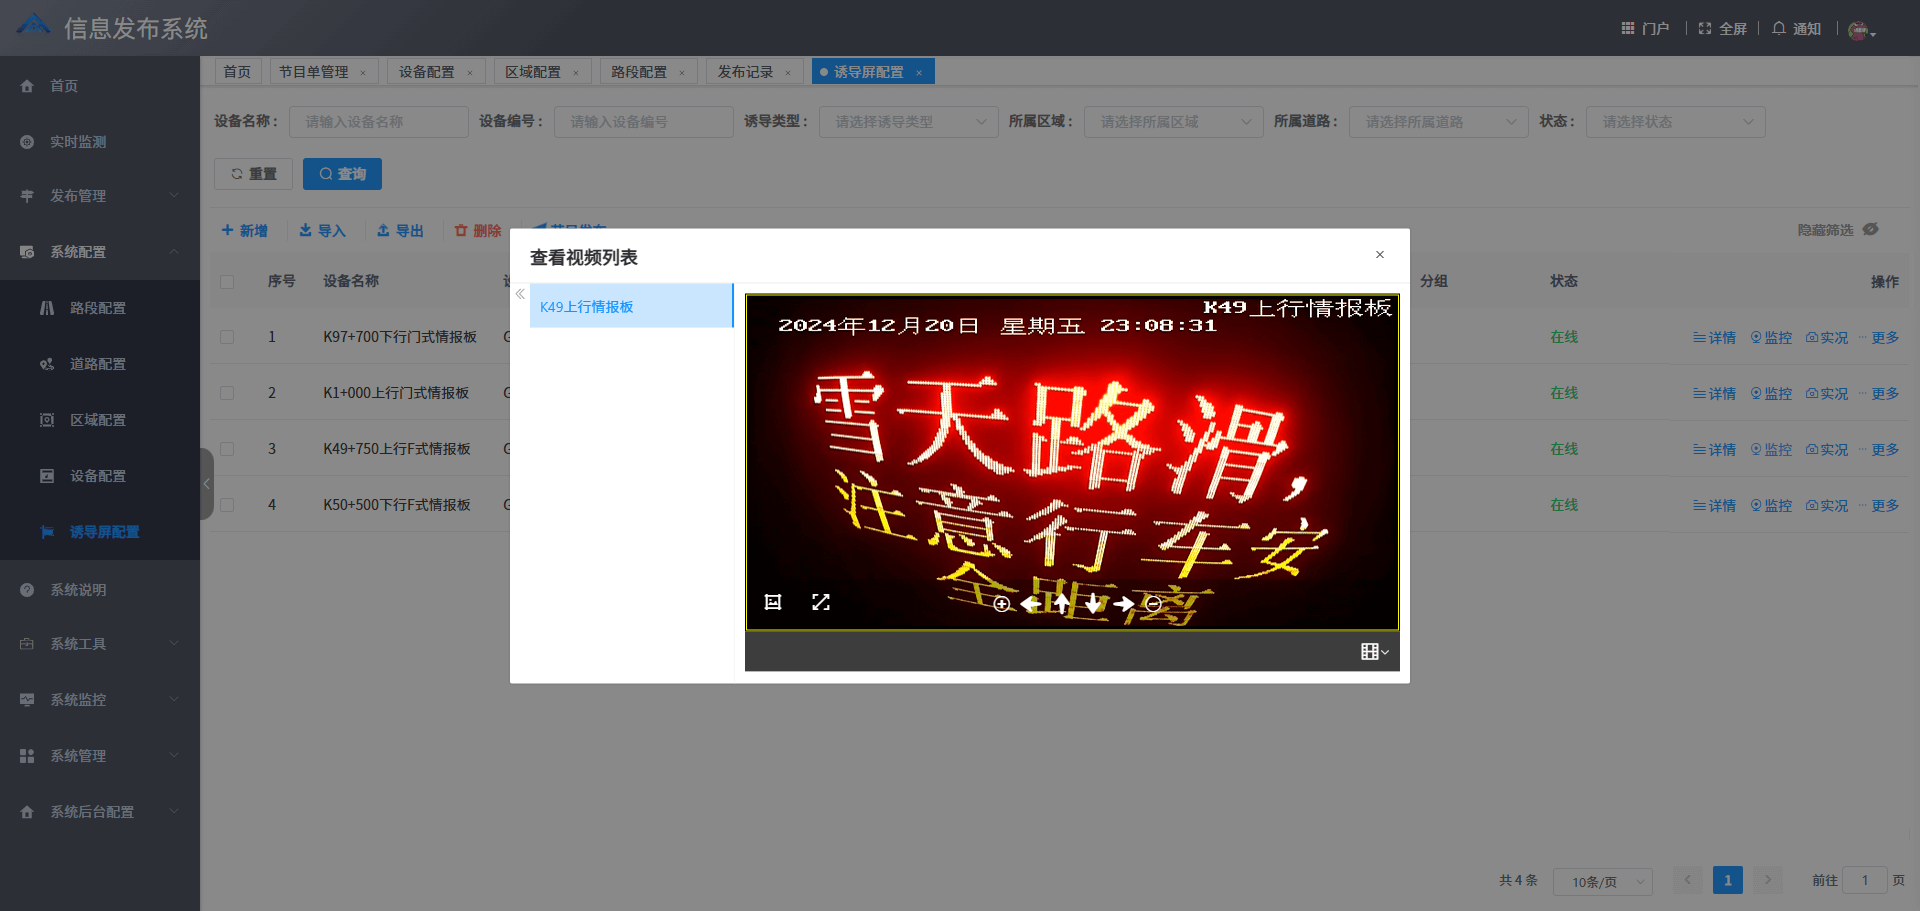 信息发布系统
门户 全屏 通知
首页 节目单管理 × 设备配置 × 区域配置 × 路段配置 × 发布记录 × 诱导屏配置 ×
首页
实时监测
发布管理
系统配置
路段配置
道路配置
区域配置
设备配置
诱导屏配置
系统说明
系统工具
系统监控
系统管理
系统后台配置
设备名称： 请输入设备名称 设备编号： 请输入设备编号 诱导类型： 请选择诱导类型 所属区域： 请选择所属区域 所属道路： 请选择所属道路 状态： 请选择状态
重置 查询
新增 导入 导出 删除 节目发布 隐藏筛选
序号 设备名称 分组 状态 操作
1 K97+700下行门式情报板 在线 详情 监控 实况 更多
2 K1+000上行门式情报板 在线 详情 监控 实况 更多
3 K49+750上行F式情报板 在线 详情 监控 实况 更多
4 K50+500下行F式情报板 在线 详情 监控 实况 更多
查看视频列表 ×
K49上行情报板
K49上行情报板
2024年12月20日 星期五 23:08:31
雪天路滑，
注意行车安
全距离
共 4 条 10条/页 1 前往 1 页